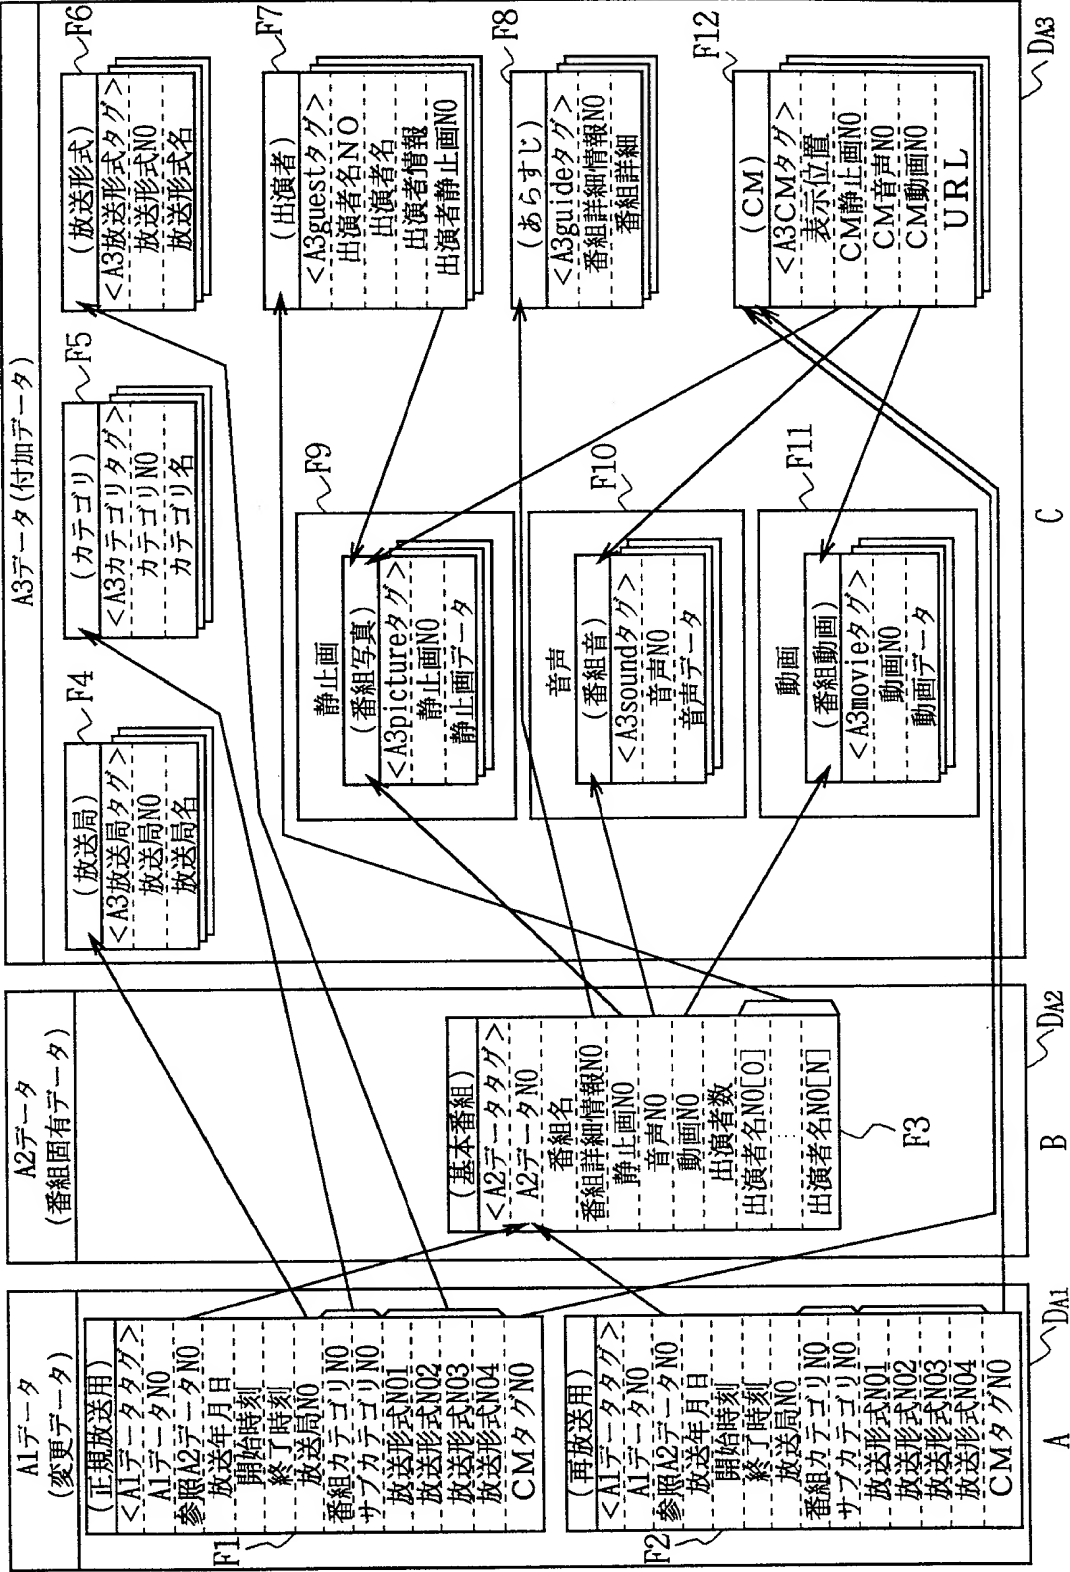 A1データ
(変更データ)
(正規放送用)
<A1データタグ>
A1データNO
参照A2データNO
放送年月日
開始時刻
終了時刻
放送局NO
番組カテゴリNO
サブカテゴリNO
放送形式NO1
放送形式NO2
放送形式NO3
放送形式NO4
CMタグNO
F1
(再放送用)
<A1データタグ>
A1データNO
参照A2データNO
放送年月日
開始時刻
終了時刻
放送局NO
番組カテゴリNO
サブカテゴリNO
放送形式NO1
放送形式NO2
放送形式NO3
放送形式NO4
CMタグNO
F2
DA1
A
A2データ
(番組固有データ)
(基本番組)
<A2データタグ>
A2データNO
番組名
番組詳細情報NO
静止画NO
音声NO
動画NO
出演者数
出演者名NO[0]
出演者名NO[N]
F3
DA2
B
A3データ(付加データ)
(放送局)
<A3放送局タグ>
放送局NO
放送局名
F4
(カテゴリ)
<A3カテゴリタグ>
カテゴリNO
カテゴリ名
F5
(放送形式)
<A3放送形式タグ>
放送形式NO
放送形式名
F6
(出演者)
<A3guestタグ>
出演者名NO
出演者名
出演者情報
出演者静止画NO
F7
(あらすじ)
<A3guideタグ>
番組詳細情報NO
番組詳細
F8
静止画
(番組写真)
<A3pictureタグ>
静止画NO
静止画データ
F9
音声
(番組音)
<A3soundタグ>
音声NO
音声データ
F10
動画
(番組動画)
<A3movieタグ>
動画NO
動画データ
F11
(CM)
<A3CMタグ>
表示位置
CM静止画NO
CM音声NO
CM動画NO
URL
F12
DA3
C